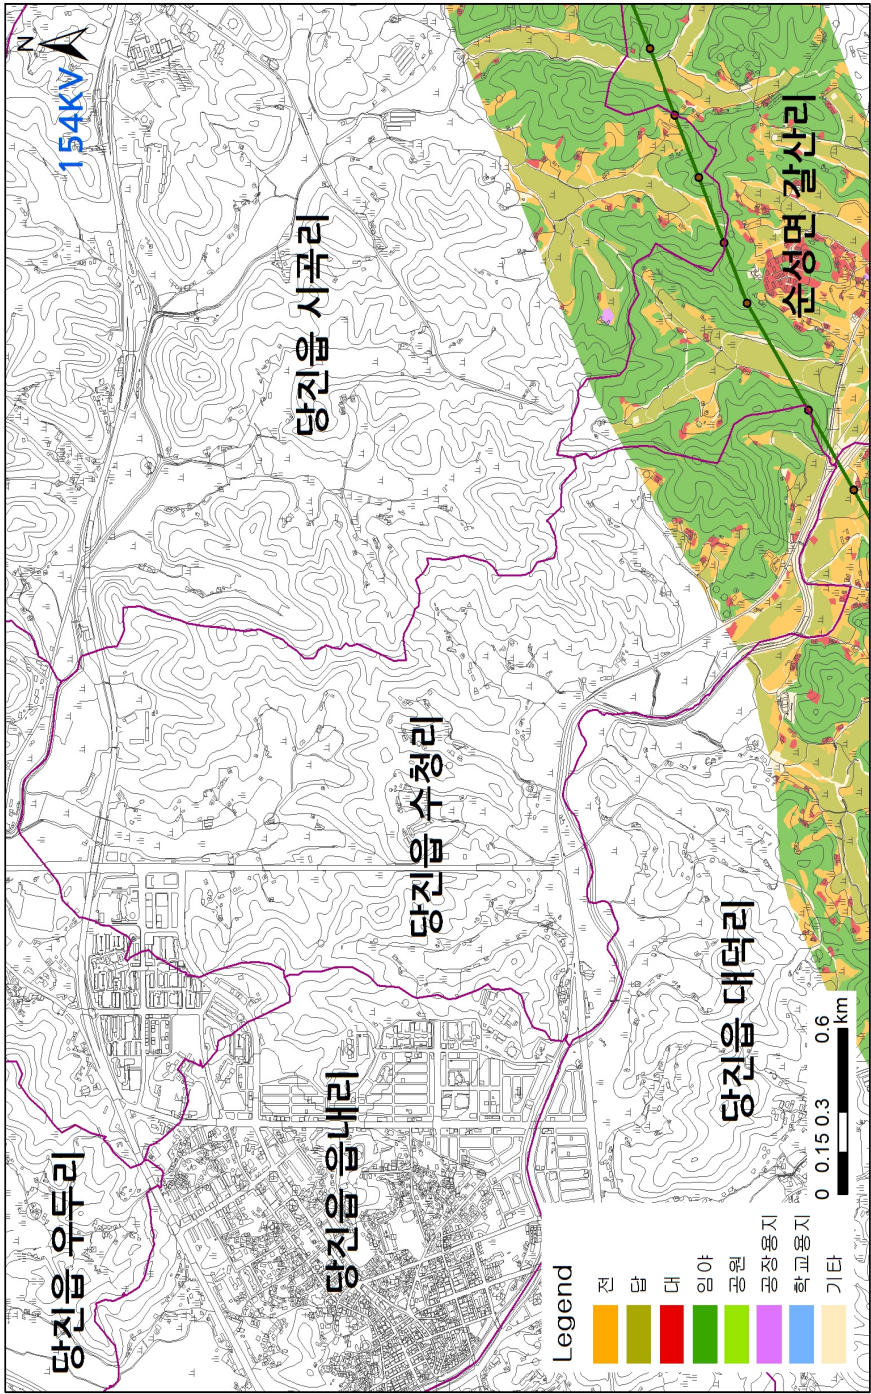 N
154KV
당진읍 시곡리
순성면 갈산리
당진읍 수청리
당진읍 우두리
당진읍 읍내리
당진읍 대덕리
Legend
전
답
대
임야
공원
공장용지
학교용지
기타
0 0.15 0.3 0.6
km